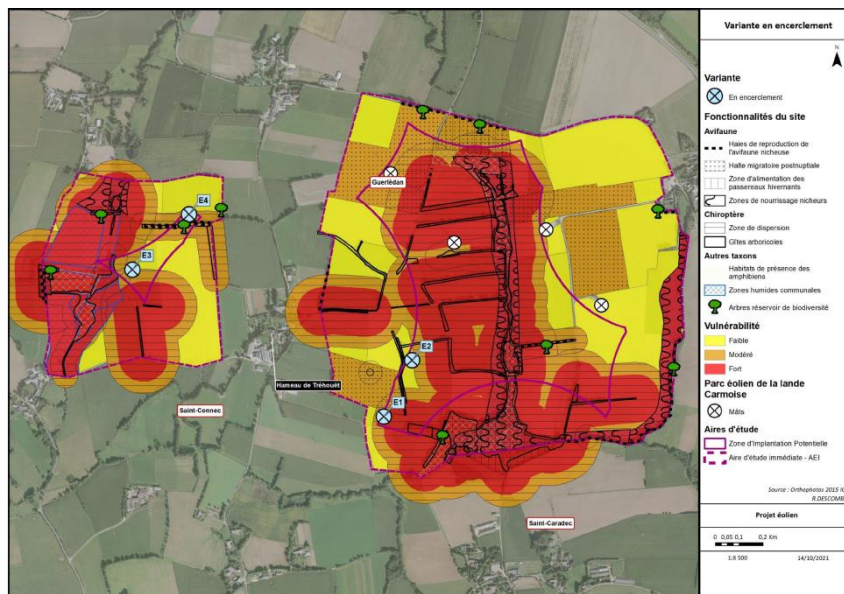 Variante en encerclement
N
Variante
En encerclement
Fonctionnalités du site
Avifaune
Haies de reproduction de
l'avifaune nicheuse
Halte migratoire postnuptiale
Zone d'alimentation des
passereaux hivernants
Zones de nourrissage nicheurs
Chiroptère
Zone de dispersion
Gîtes arboricoles
Autres taxons
Habitats de présence des
amphibiens
Zones humides communales
Arbres réservoir de biodiversité
Vulnérabilité
Faible
Modéré
Fort
Parc éolien de la lande
Carmoise
Mâts
Aires d'étude
Zone d'Implantation Potentielle
Aire d'étude immédiate - AEI
Source : Orthophotos 2015 IG
R.DESCOMB
Projet éolien
0 0,05 0,1 0,2 Km
1:8 500 14/10/2021
Guerlédan
E4
E3
E2
Hameau de Tréhouët
E1
Saint-Connec
Saint-Caradec